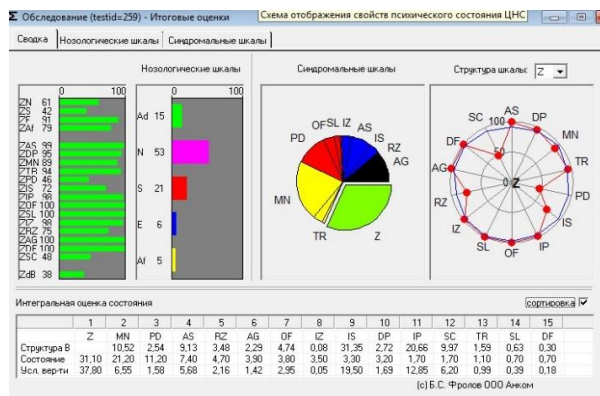 Σ Обследование (testid=259) - Итоговые оценки
Схема отображения свойств психического состояния ЦНС
Сводка Нозологические шкалы Синдромальные шкалы
Нозологические шкалы
Синдромальные шкалы
Структура шкалы: Z
0 100
ZN 61
ZS 42
ZE 91
ZAf 79
ZAS 99
ZDP 95
ZMN 89
ZTR 94
ZPD 46
ZIS 72
ZIP 98
ZOF 100
ZSL 100
ZIZ 98
ZRZ 75
ZAG 100
ZDF 100
ZSC 48
ZdB 38
0 100
Ad 15
N 53
S 21
E 6
Af 5
PD OF SL IZ AS IS RZ AG MN TR Z
AS DP MN TR PD IS IP OF SL IZ RZ AG DF SC
100
50
0 Z
Интегральная оценка состояния
сортировка
1 2 3 4 5 6 7 8 9 10 11 12 13 14 15
Z MN PD AS RZ AG OF IZ IS DP IP SC TR SL DF
Структура В 10,52 2,54 9,13 3,48 2,29 4,74 0,08 31,35 2,72 20,66 9,97 1,59 0,63 0,30
Состояние 31,10 21,20 11,20 7,40 4,70 3,90 3,80 3,50 3,30 3,20 1,70 1,70 1,10 0,70 0,70
Усл. вер-ти 37,80 6,55 1,58 5,68 2,16 1,42 2,95 0,05 19,50 1,69 12,85 6,20 0,99 0,39 0,18
(с) Б.С. Фролов ООО Анком